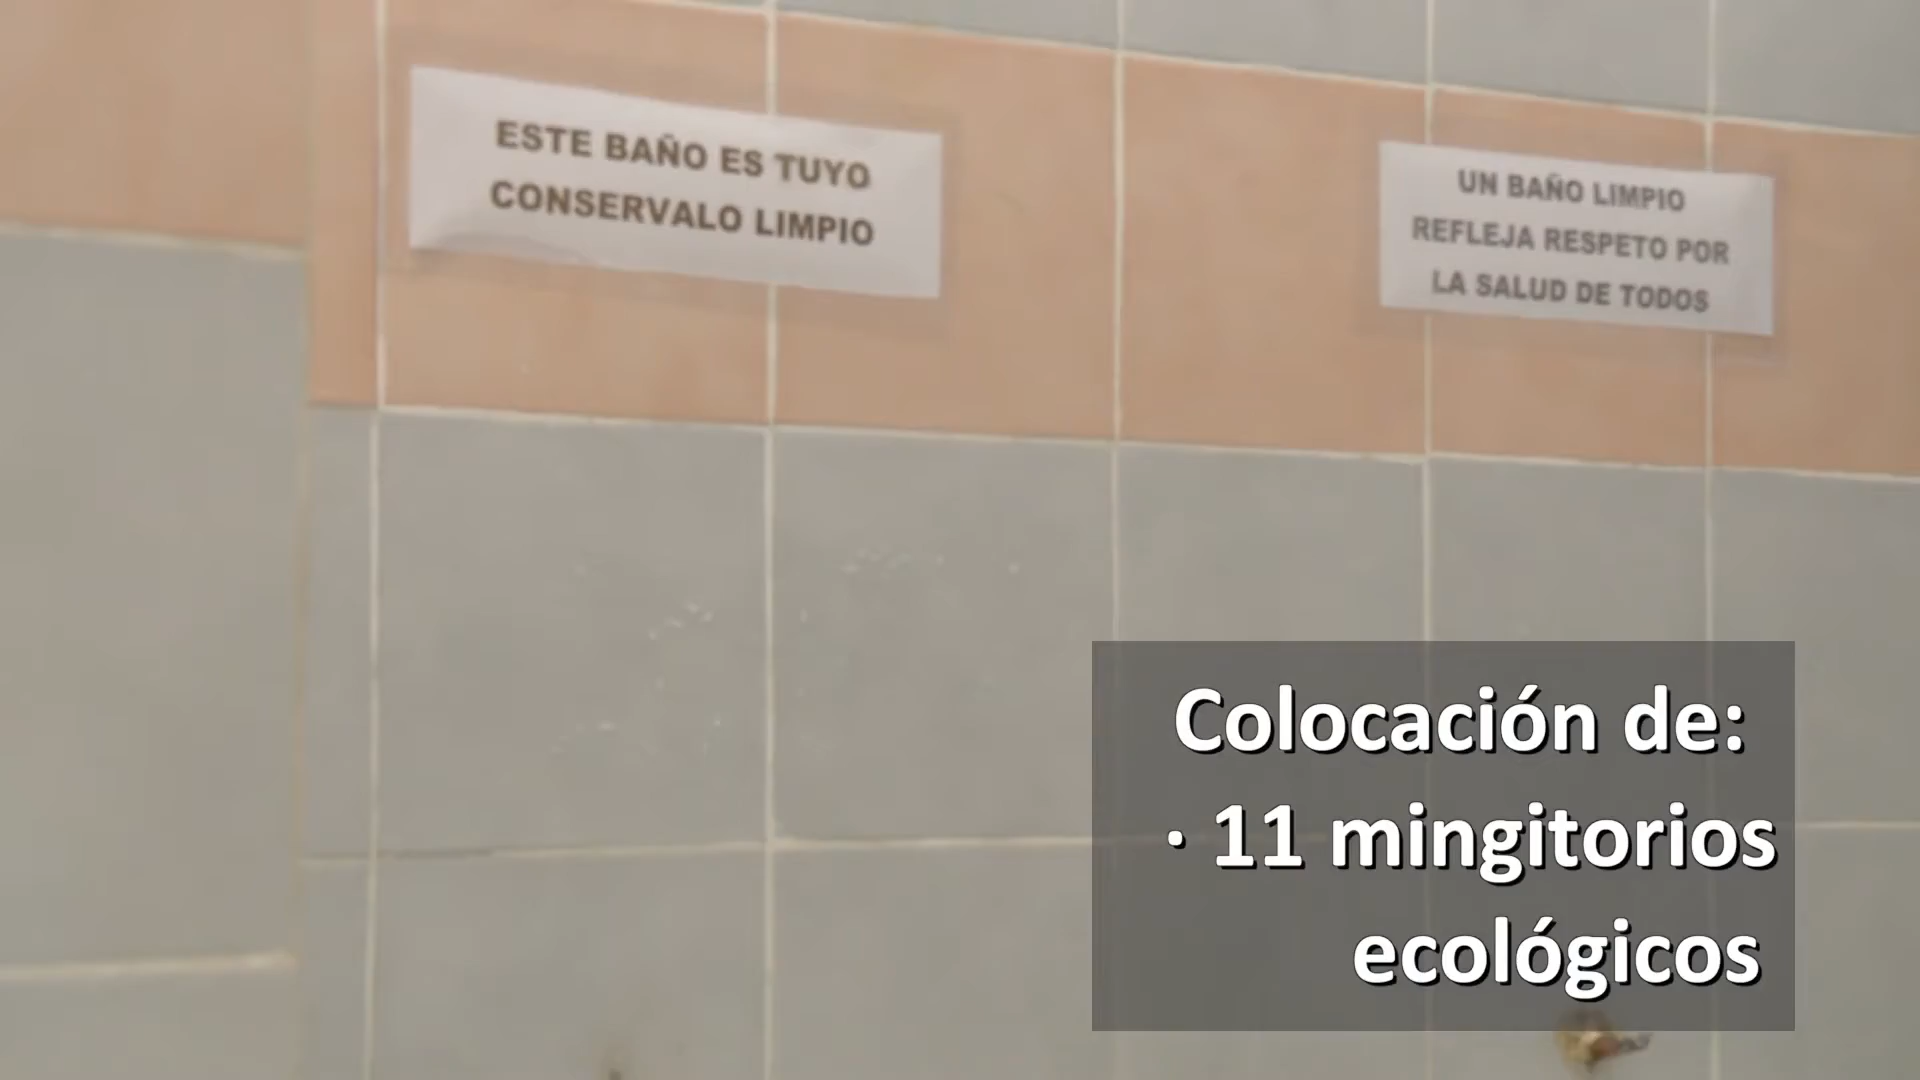 ESTE BAÑO ES TUYO
CONSERVALO LIMPIO
UN BAÑO LIMPIO
REFLEJA RESPETO POR
LA SALUD DE TODOS
Colocación de:
· 11 mingitorios
ecológicos